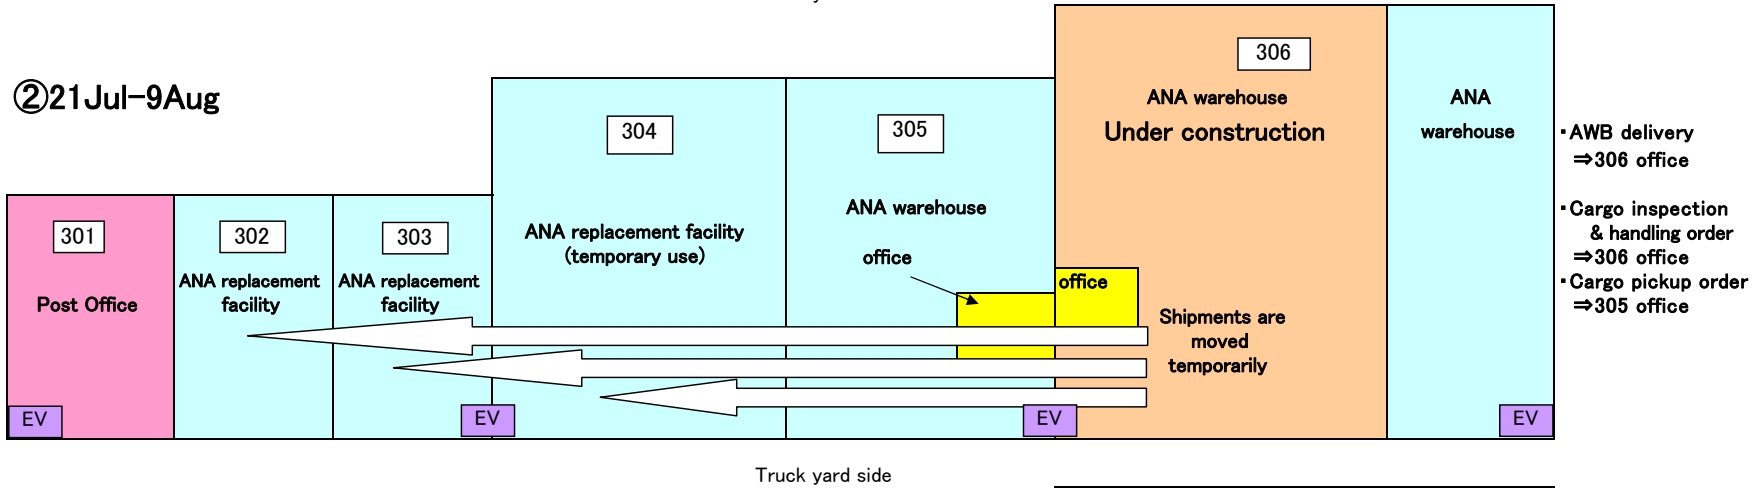 ②21Jul-9Aug
301
Post Office
302
ANA replacement
facility
303
ANA replacement
facility
304
ANA replacement facility
(temporary use)
305
ANA warehouse
office
306
ANA warehouse
Under construction
office
Shipments are
moved
temporarily
ANA
warehouse
・AWB delivery
⇒306 office
・Cargo inspection
& handling order
⇒306 office
・Cargo pickup order
⇒305 office
EV
EV
EV
EV
Truck yard side